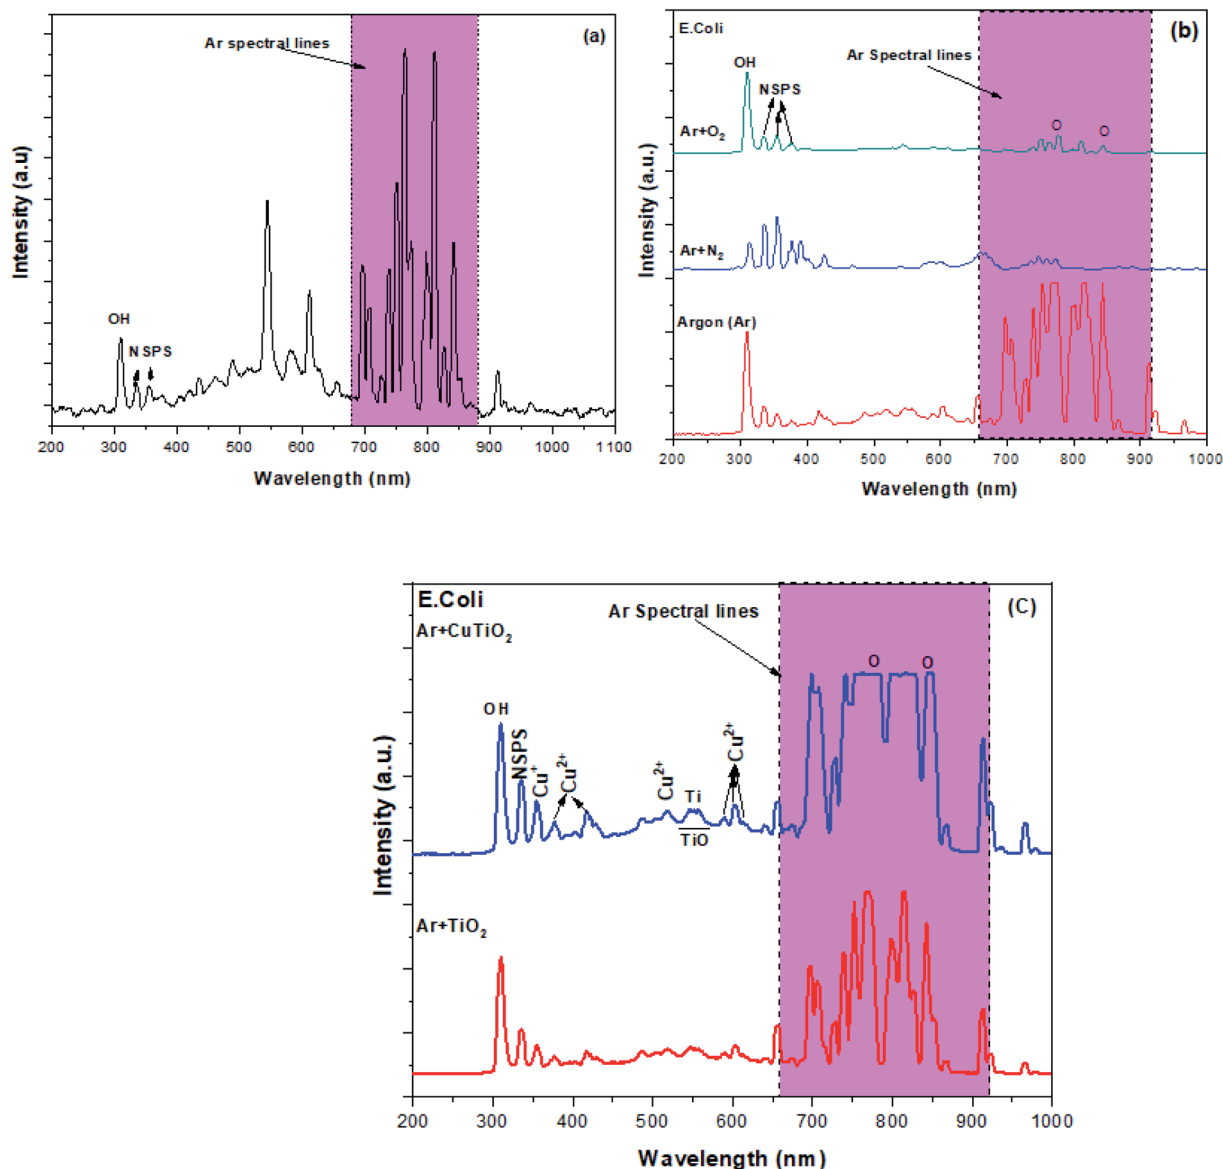 (a)
Ar spectral lines
OH
N SPS
Intensity (a.u)
200 300 400 500 600 700 800 900 1000 1100
Wavelength (nm)
E.Coli
(b)
Ar Spectral lines
OH
NSPS
O O
Ar+O2
Ar+N2
Argon (Ar)
Intensity (a.u.)
200 300 400 500 600 700 800 900 1000
Wavelength (nm)
E.Coli
(C)
Ar Spectral lines
Ar+CuTiO2
O O
OH
NSPS
Cu+
Cu2+
Cu2+
Ti
TiO
Cu2+
Ar+TiO2
Intensity (a.u.)
200 300 400 500 600 700 800 900 1000
Wavelength (nm)